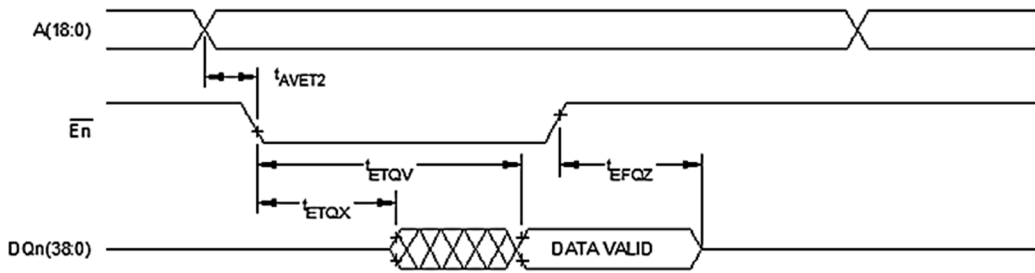 A(18:0)
tAVET2
En
tETQV
tEFQZ
tETQX
DQn(38:0)
DATA VALID